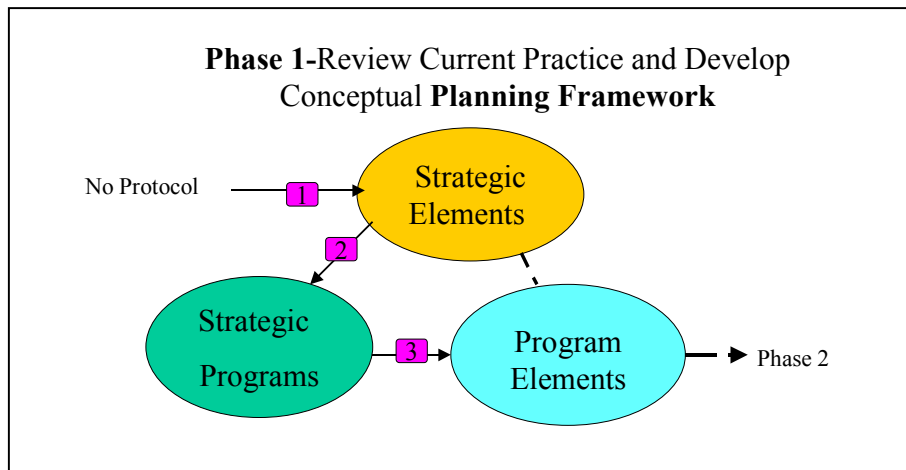 Phase 1-Review Current Practice and Develop
Conceptual Planning Framework
No Protocol
1
Strategic
Elements
2
Strategic
Programs
3
Program
Elements
Phase 2